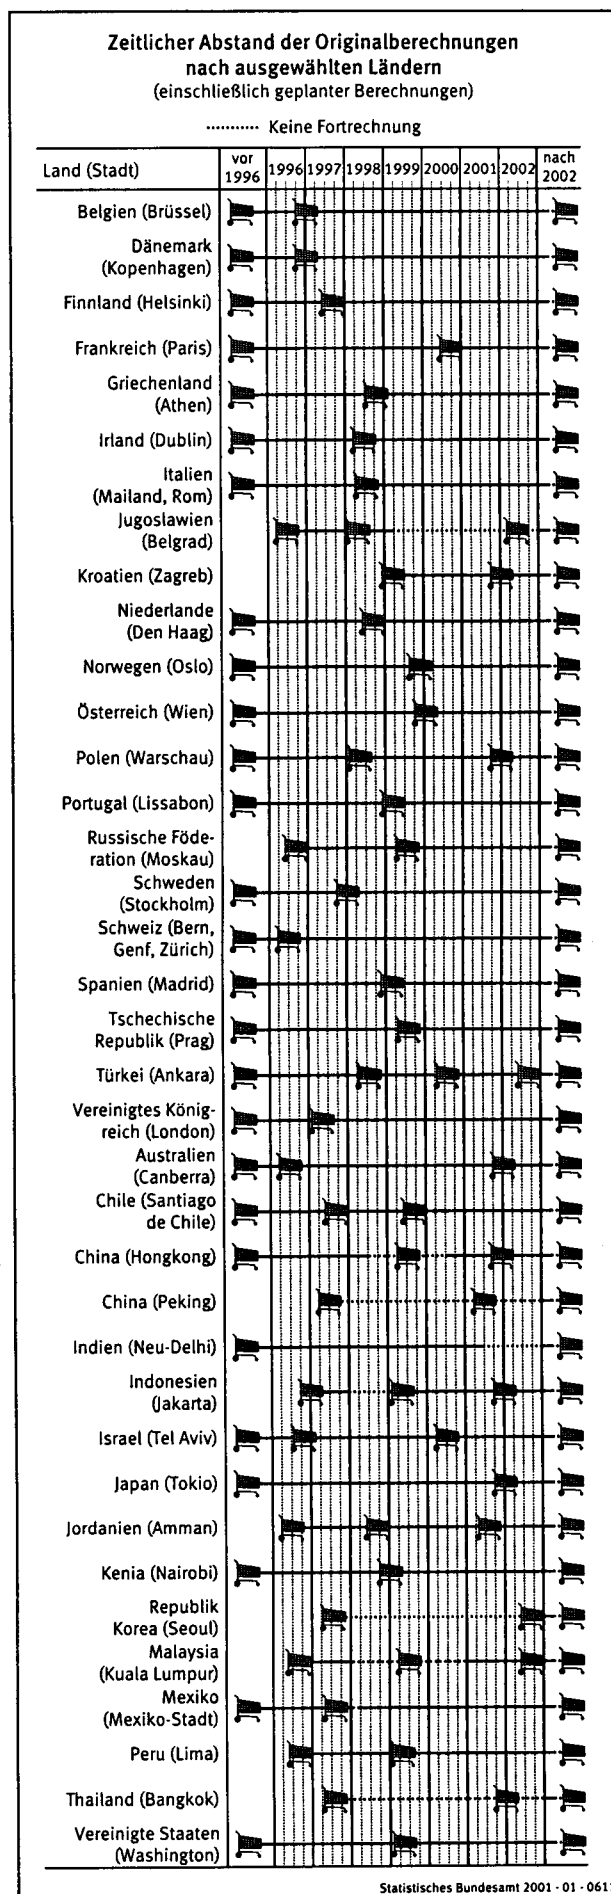 Zeitlicher Abstand der Originalberechnungen
nach ausgewählten Ländern
(einschließlich geplanter Berechnungen)
Keine Fortrechnung
Land (Stadt)
vor 1996
1996 1997 1998 1999 2000 2001 2002
nach 2002
Belgien (Brüssel)
Dänemark
(Kopenhagen)
Finnland (Helsinki)
Frankreich (Paris)
Griechenland
(Athen)
Irland (Dublin)
Italien
(Mailand, Rom)
Jugoslawien
(Belgrad)
Kroatien (Zagreb)
Niederlande
(Den Haag)
Norwegen (Oslo)
Österreich (Wien)
Polen (Warschau)
Portugal (Lissabon)
Russische Föde-
ration (Moskau)
Schweden
(Stockholm)
Schweiz (Bern,
Genf, Zürich)
Spanien (Madrid)
Tschechische
Republik (Prag)
Türkei (Ankara)
Vereinigtes König-
reich (London)
Australien
(Canberra)
Chile (Santiago
de Chile)
China (Hongkong)
China (Peking)
Indien (Neu-Delhi)
Indonesien
(Jakarta)
Israel (Tel Aviv)
Japan (Tokio)
Jordanien (Amman)
Kenia (Nairobi)
Republik
Korea (Seoul)
Malaysia
(Kuala Lumpur)
Mexiko
(Mexiko-Stadt)
Peru (Lima)
Thailand (Bangkok)
Vereinigte Staaten
(Washington)
Statistisches Bundesamt 2001 - 01 - 061